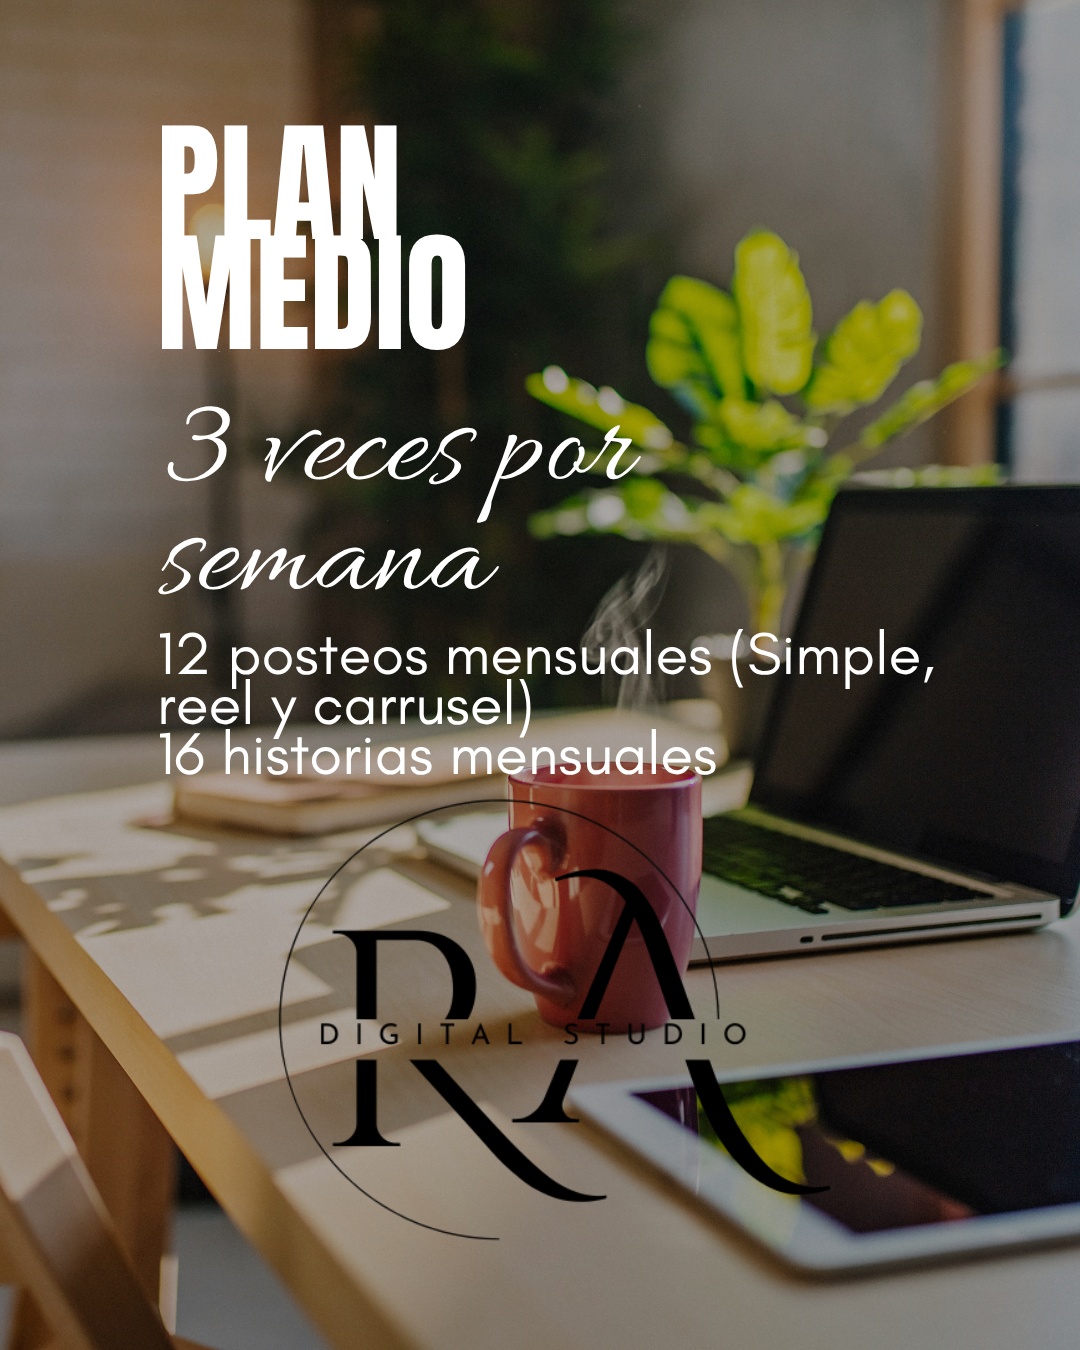 PLAN
MEDIO
3 veces por
semana
12 posteos mensuales (Simple,
reel y carrusel)
16 historias mensuales
RA
DIGITAL STUDIO